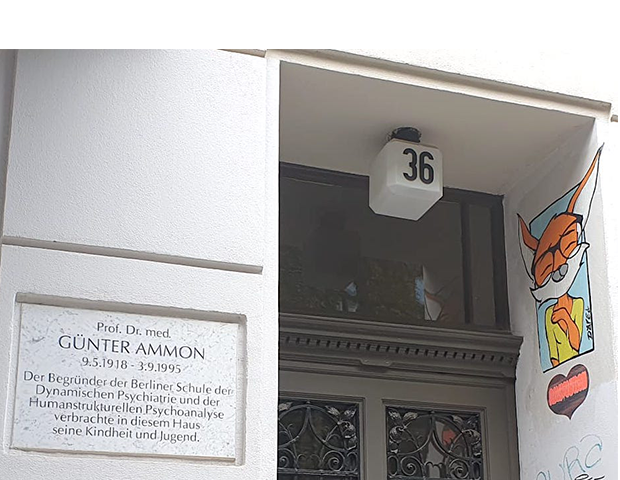 Prof. Dr. med.
GÜNTER AMMON
9.5.1918 - 3.9.1995
Der Begründer der Berliner Schule der
Dynamischen Psychiatrie und der
Humanstrukturellen Psychoanalyse
verbrachte in diesem Haus
seine Kindheit und Jugend.
36